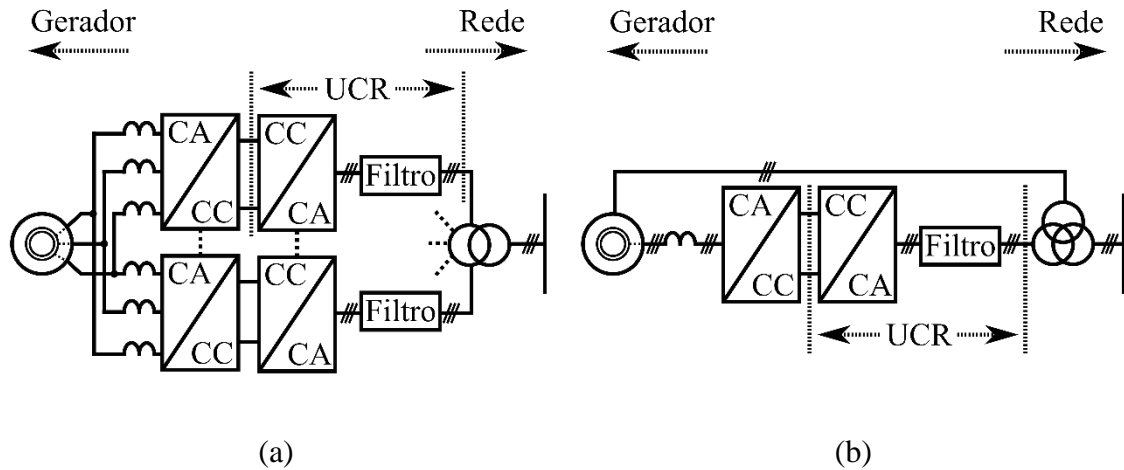 Gerador
Rede
UCR
CA
CC
CC
CA
Filtro
CA
CC
CC
CA
Filtro
(a)
Gerador
Rede
CA
CC
CC
CA
Filtro
UCR
(b)